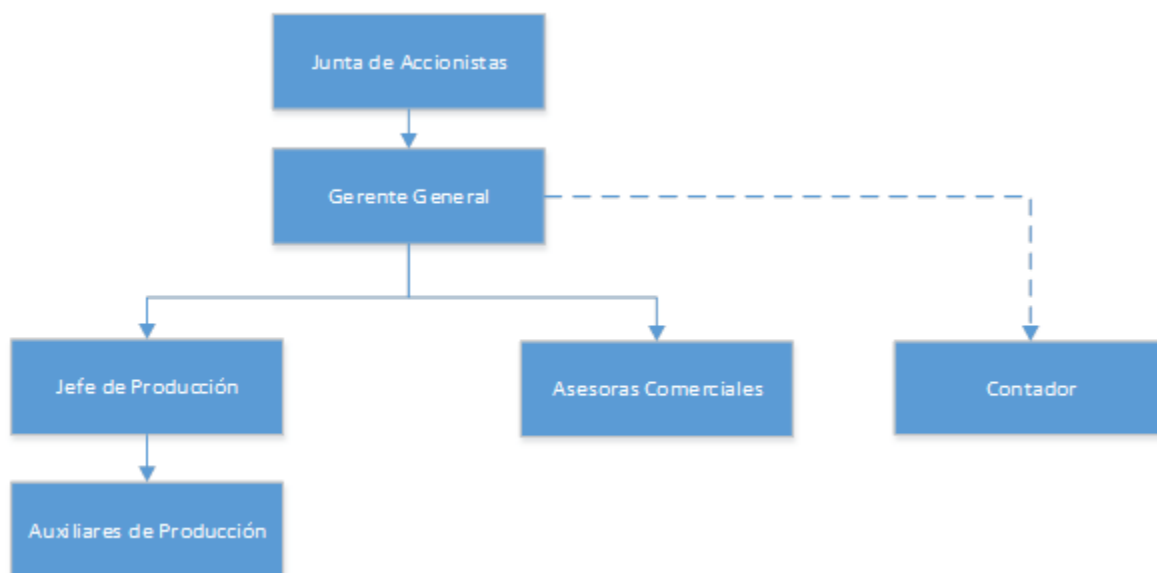 Junta de Accionistas
Gerente General
Jefe de Producción
Asesoras Comerciales
Contador
Auxiliares de Producción